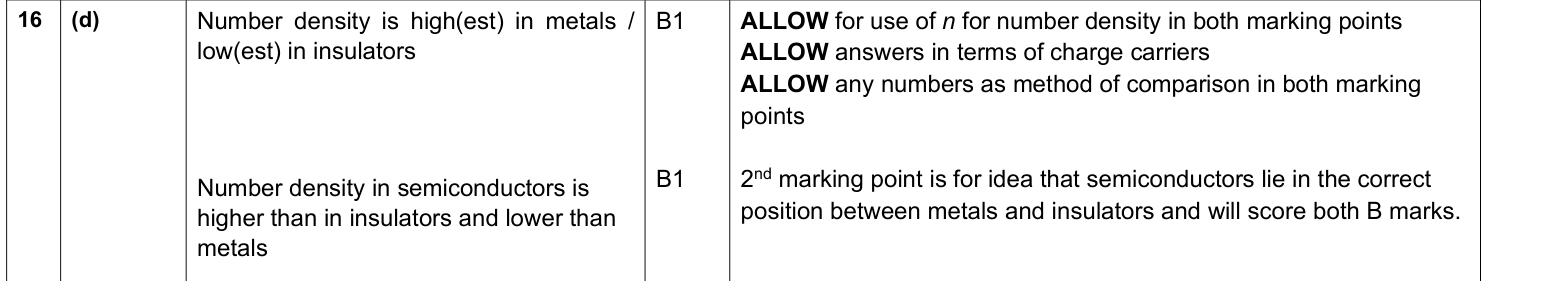 16 (d) Number density is high(est) in metals / B1 ALLOW for use of n for number density in both marking points
low(est) in insulators ALLOW answers in terms of charge carriers
ALLOW any numbers as method of comparison in both marking
points
Number density in semiconductors is B1 2nd marking point is for idea that semiconductors lie in the correct
higher than in insulators and lower than position between metals and insulators and will score both B marks.
metals